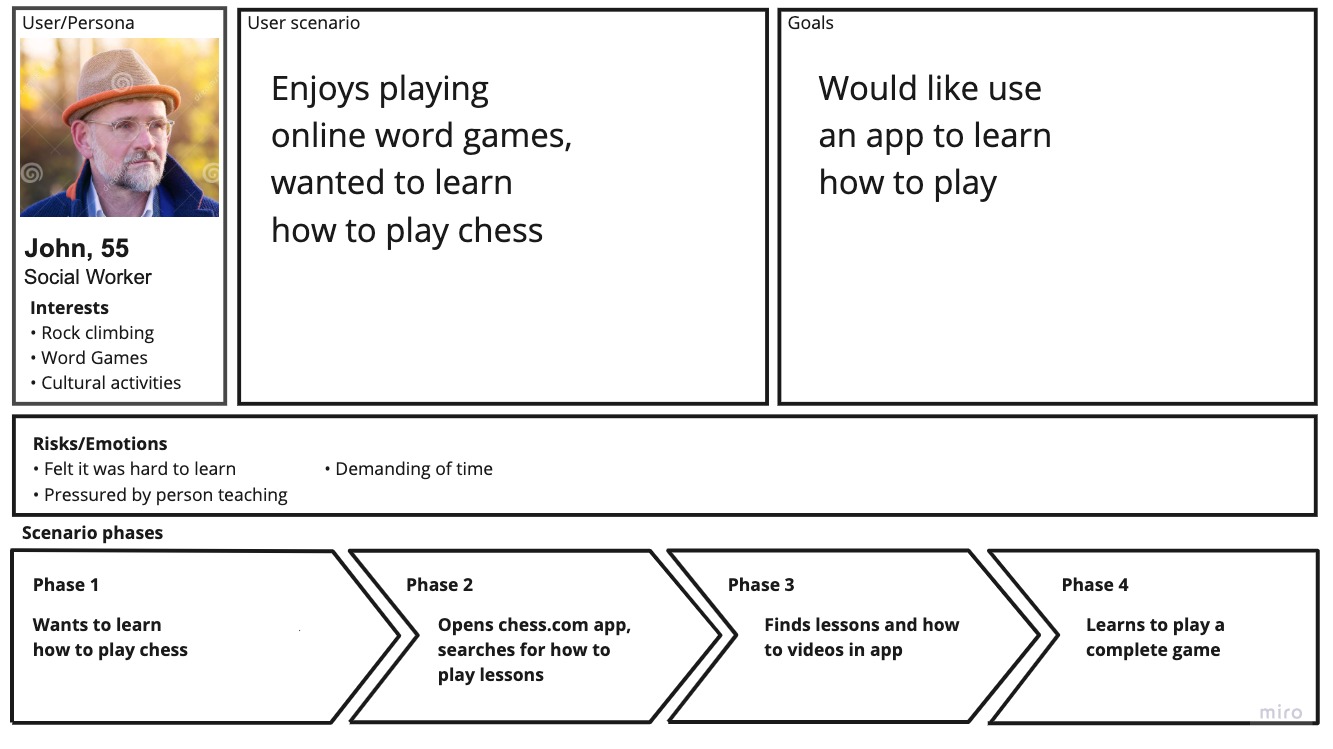 User/Persona
John, 55
Social Worker
Interests
• Rock climbing
• Word Games
• Cultural activities
User scenario
Enjoys playing
online word games,
wanted to learn
how to play chess
Goals
Would like use
an app to learn
how to play
Risks/Emotions
• Felt it was hard to learn
• Pressured by person teaching
• Demanding of time
Scenario phases
Phase 1
Wants to learn
how to play chess
Phase 2
Opens chess.com app,
searches for how to
play lessons
Phase 3
Finds lessons and how
to videos in app
Phase 4
Learns to play a
complete game
miro